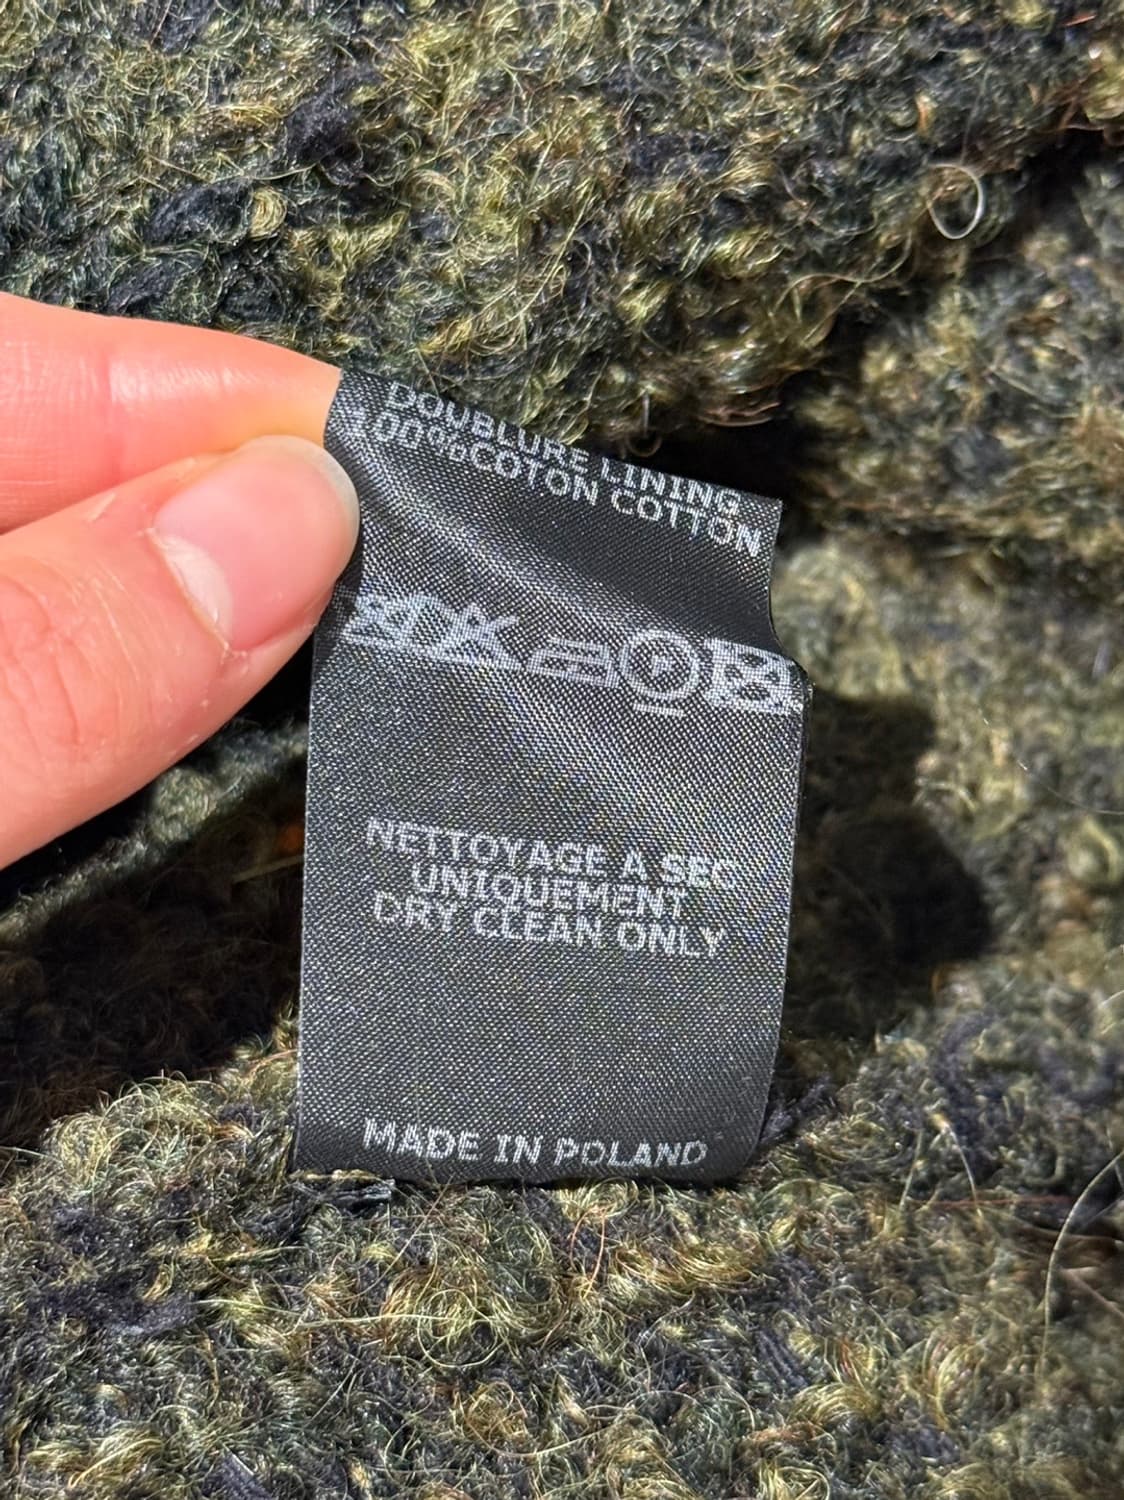 DOUBLURE LINING
100%COTON COTTON
P
NETTOYAGE A SEC
UNIQUEMENT
DRY CLEAN ONLY
MADE IN POLAND